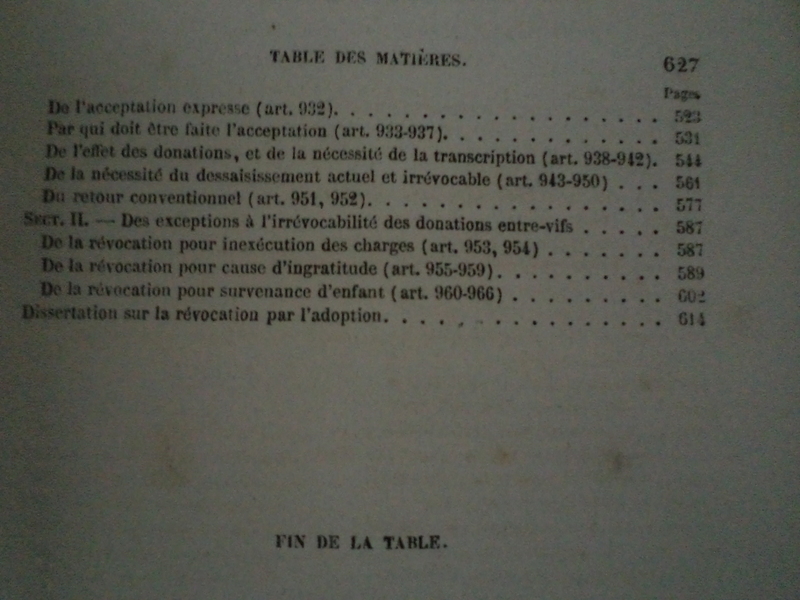 TABLE DES MATIÈRES. 627
Pages
De l'acceptation expresse (art. 932). . . . . . . . . . . . . . . . 523
Par qui doit être faite l'acceptation (art. 933-937). . . . . . . . . . 531
De l'effet des donations, et de la nécessité de la transcription (art. 938-942). 544
De la nécessité du dessaisissement actuel et irrévocable (art. 943-950) . . . 561
Du retour conventionnel (art. 951, 952). . . . . . . . . . . . . . 577
Sect. II. — Des exceptions à l'irrévocabilité des donations entre-vifs . . . . . 587
De la révocation pour inexécution des charges (art. 953, 954) . . . . . . . 587
De la révocation pour cause d'ingratitude (art. 955-959). . . . . . . . . 589
De la révocation pour survenance d'enfant (art. 960-966) . . . . . . . . 602
Dissertation sur la révocation par l'adoption. . . . . . . . . . . . . . 614
FIN DE LA TABLE.